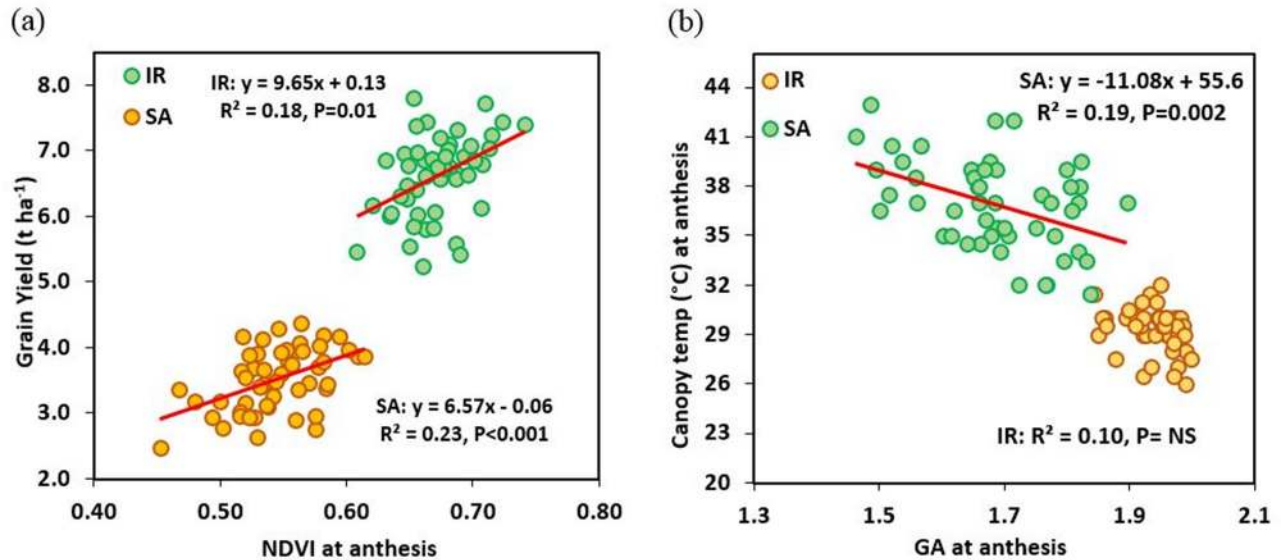 (a)
IR
SA
IR: y = 9.65x + 0.13
R² = 0.18, P=0.01
SA: y = 6.57x - 0.06
R² = 0.23, P<0.001
Grain Yield (t ha⁻¹)
8.0
7.0
6.0
5.0
4.0
3.0
2.0
0.40 0.50 0.60 0.70 0.80
NDVI at anthesis
(b)
IR
SA
SA: y = -11.08x + 55.6
R² = 0.19, P=0.002
IR: R² = 0.10, P= NS
Canopy temp (°C) at anthesis
44
41
38
35
32
29
26
23
20
1.3 1.5 1.7 1.9 2.1
GA at anthesis